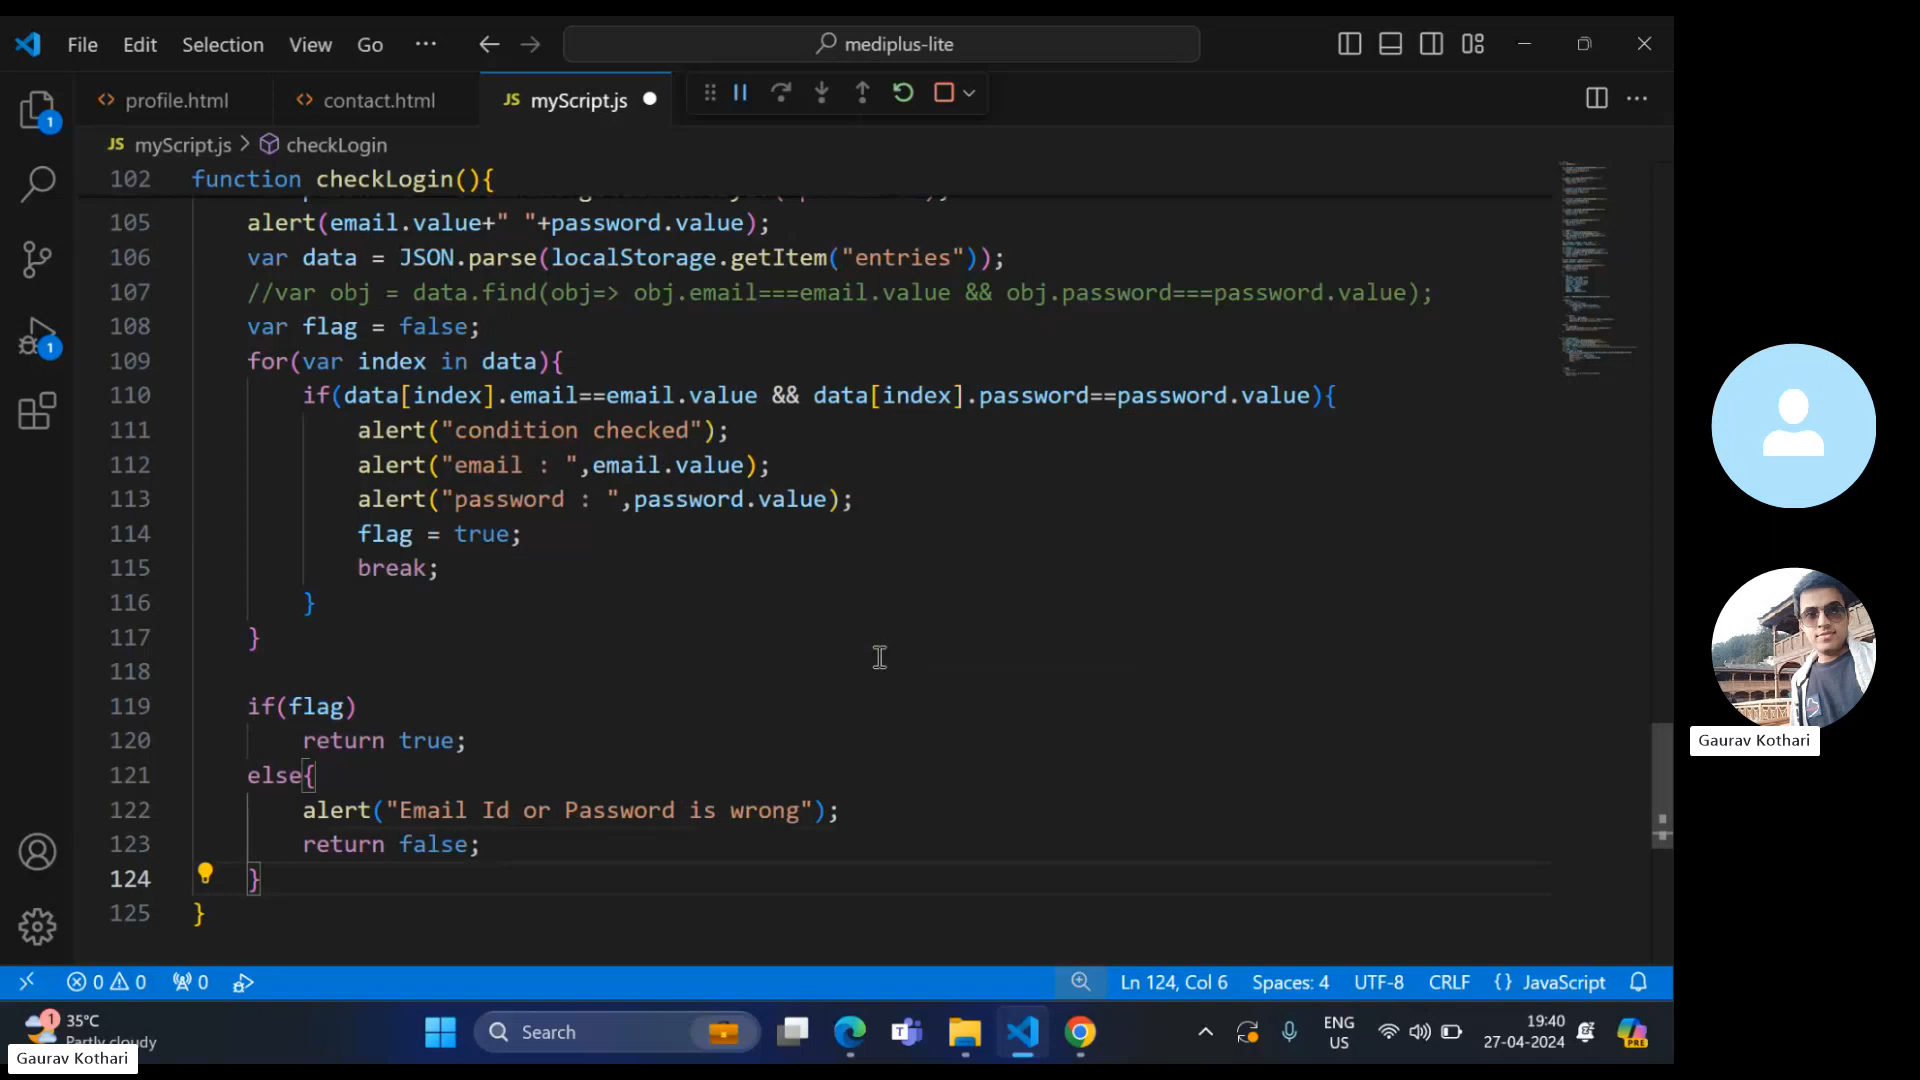 File Edit Selection View Go ··· mediplus-lite
profile.html contact.html JS myScript.js
JS myScript.js > checkLogin
102 function checkLogin(){
105 alert(email.value+" "+password.value);
106 var data = JSON.parse(localStorage.getItem("entries"));
107 //var obj = data.find(obj=> obj.email===email.value && obj.password===password.value);
108 var flag = false;
109 for(var index in data){
110 if(data[index].email==email.value && data[index].password==password.value){
111 alert("condition checked");
112 alert("email : ",email.value);
113 alert("password : ",password.value);
114 flag = true;
115 break;
116 }
117 }
118
119 if(flag)
120 return true;
121 else{
122 alert("Email Id or Password is wrong");
123 return false;
124 }
125 }
1
1
Gaurav Kothari
0 0 0 Ln 124, Col 6 Spaces: 4 UTF-8 CRLF {} JavaScript
1 35°C
Partly cloudy
Search
ENG
US
19:40
27-04-2024
PRE
Gaurav Kothari